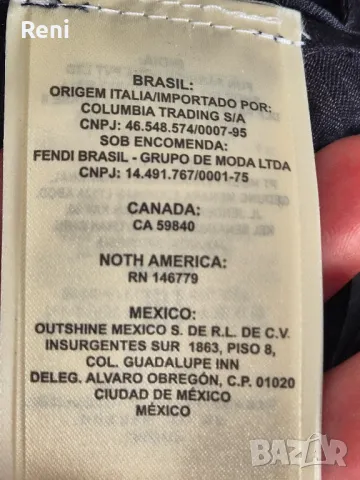 Reni
BRASIL:
ORIGEM ITALIA/IMPORTADO POR:
COLUMBIA TRADING S/A
CNPJ: 46.548.574/0007-95
SOB ENCOMENDA:
FENDI BRASIL - GRUPO DE MODA LTDA
CNPJ: 14.491.767/0001-75
CANADA:
CA 59840
NOTH AMERICA:
RN 146779
MEXICO:
OUTSHINE MEXICO S. DE R.L. DE C.V.
INSURGENTES SUR 1863, PISO 8,
COL. GUADALUPE INN
DELEG. ALVARO OBREGÓN, C.P. 01020
CIUDAD DE MÉXICO
MÉXICO
BAZAR
bg